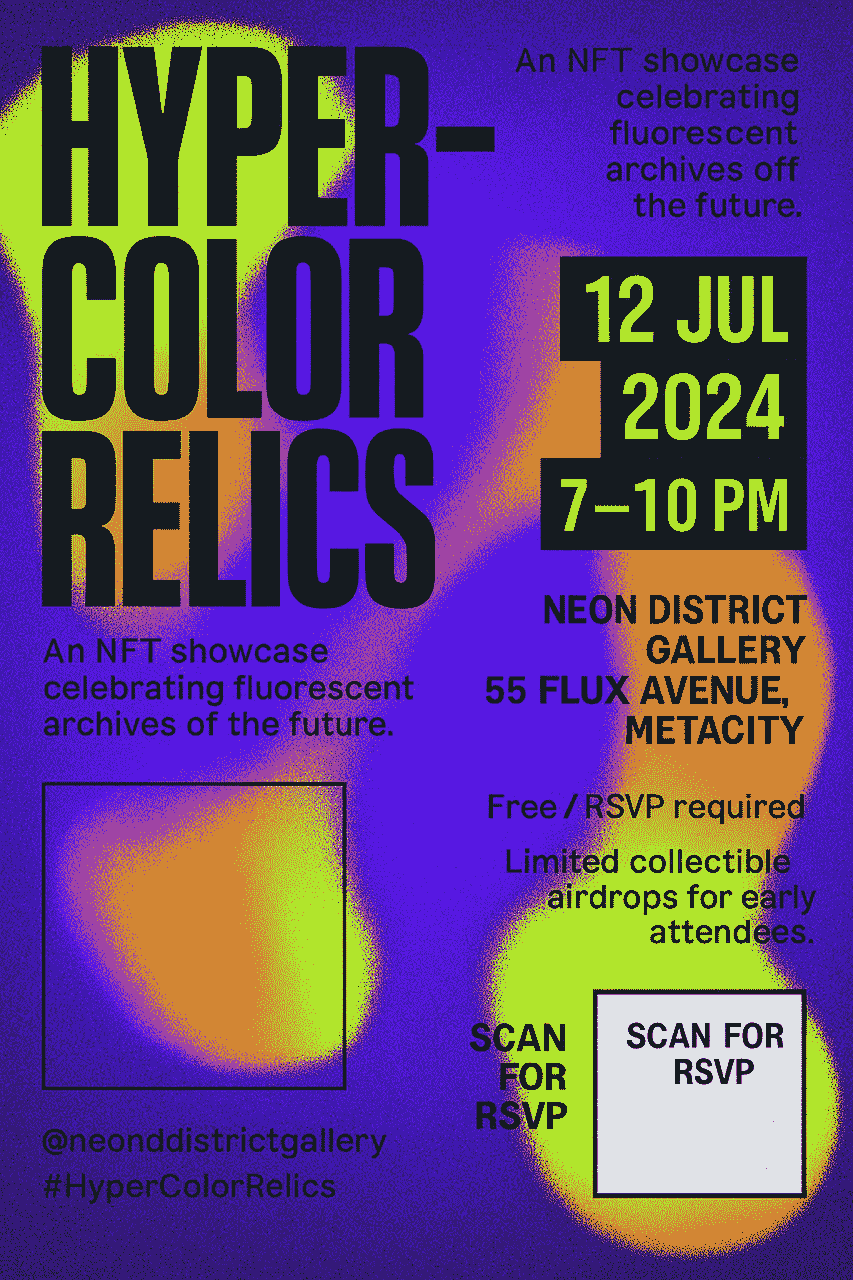 HYPER-
COLOR
RELICS
An NFT showcase
celebrating
fluorescent
archives off
the future.
12 JUL
2024
7–10 PM
An NFT showcase
celebrating fluorescent
archives of the future.
NEON DISTRICT
GALLERY
55 FLUX AVENUE,
METACITY
Free / RSVP required
Limited collectible
airdrops for early
attendees.
SCAN
FOR
RSVP
SCAN FOR
RSVP
@neonddistrictgallery
#HyperColorRelics